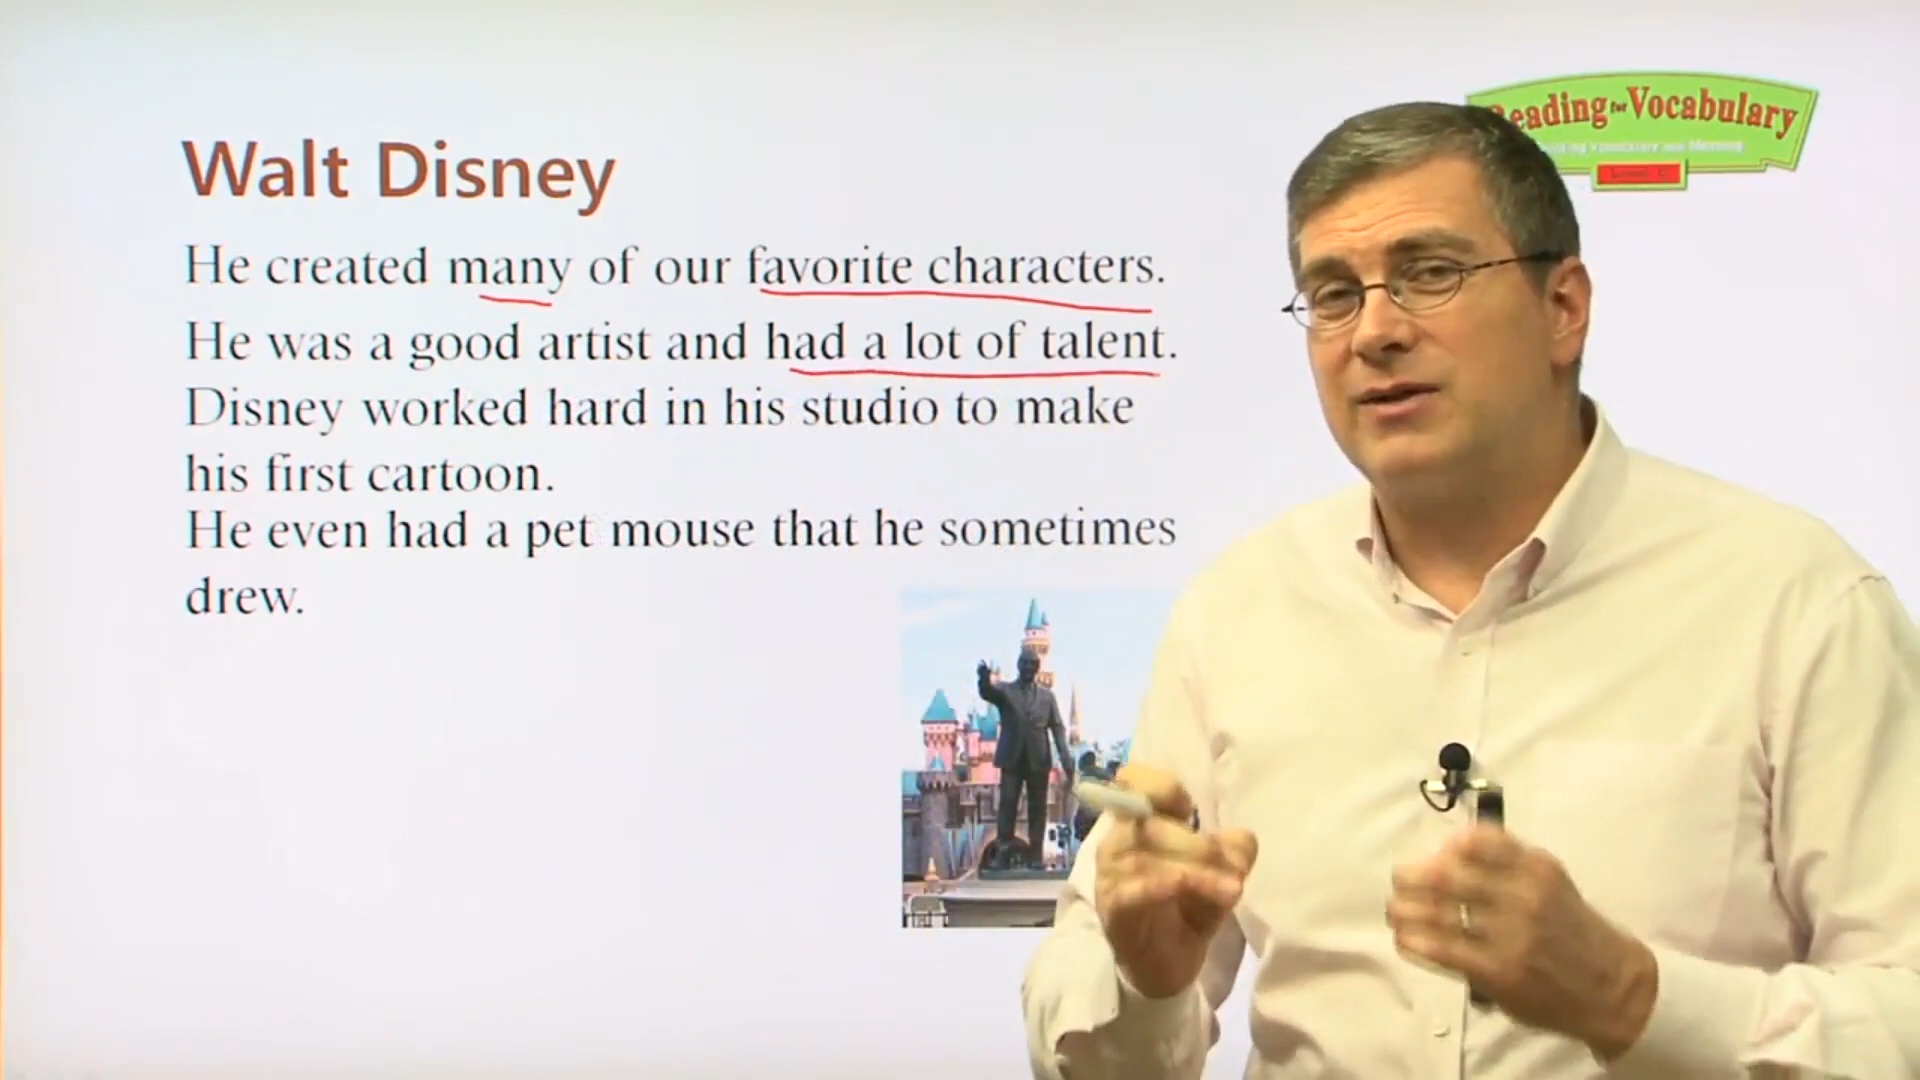 Walt Disney
He created many of our favorite characters.
He was a good artist and had a lot of talent.
Disney worked hard in his studio to make
his first cartoon.
He even had a pet mouse that he sometimes
drew.
Reading for Vocabulary